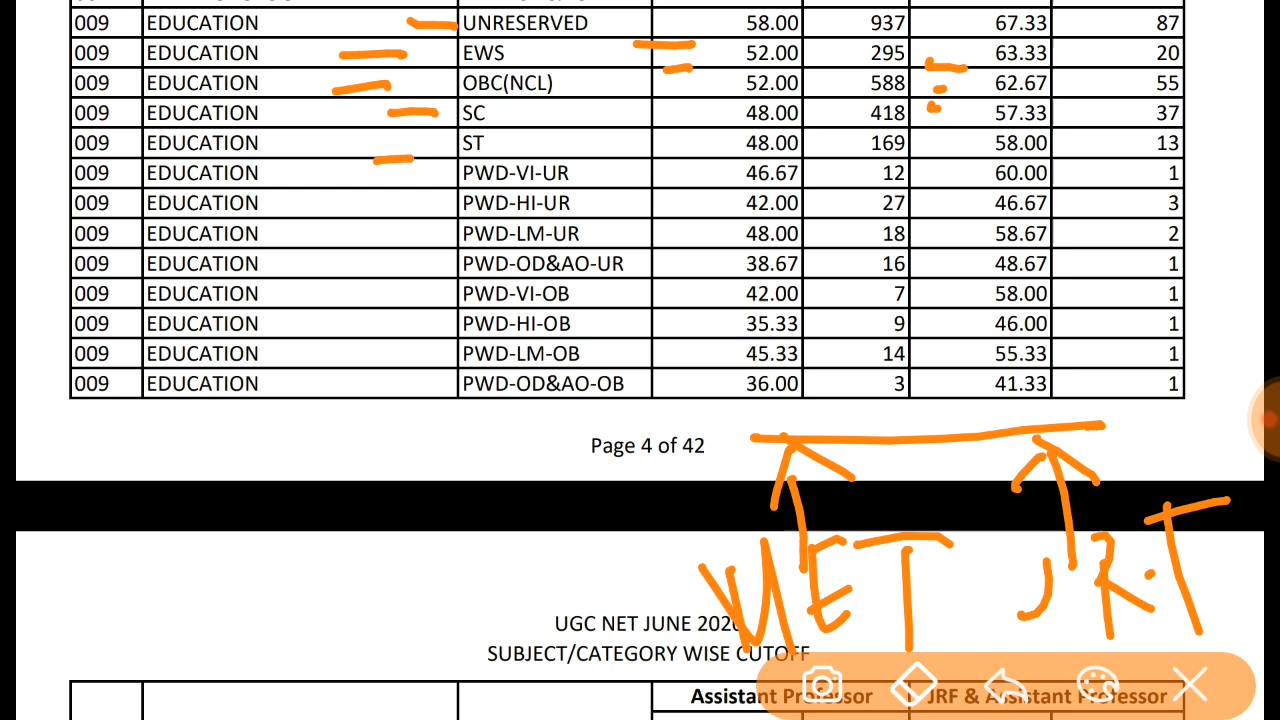 009 EDUCATION UNRESERVED 58.00 937 67.33 87
009 EDUCATION EWS 52.00 295 63.33 20
009 EDUCATION OBC(NCL) 52.00 588 62.67 55
009 EDUCATION SC 48.00 418 57.33 37
009 EDUCATION ST 48.00 169 58.00 13
009 EDUCATION PWD-VI-UR 46.67 12 60.00 1
009 EDUCATION PWD-HI-UR 42.00 27 46.67 3
009 EDUCATION PWD-LM-UR 48.00 18 58.67 2
009 EDUCATION PWD-OD&AO-UR 38.67 16 48.67 1
009 EDUCATION PWD-VI-OB 42.00 7 58.00 1
009 EDUCATION PWD-HI-OB 35.33 9 46.00 1
009 EDUCATION PWD-LM-OB 45.33 14 55.33 1
009 EDUCATION PWD-OD&AO-OB 36.00 3 41.33 1
Page 4 of 42
NET
UGC NET JUNE 2020
SUBJECT/CATEGORY WISE CUTOFF
Assistant Professor JRF & Assistant Professor